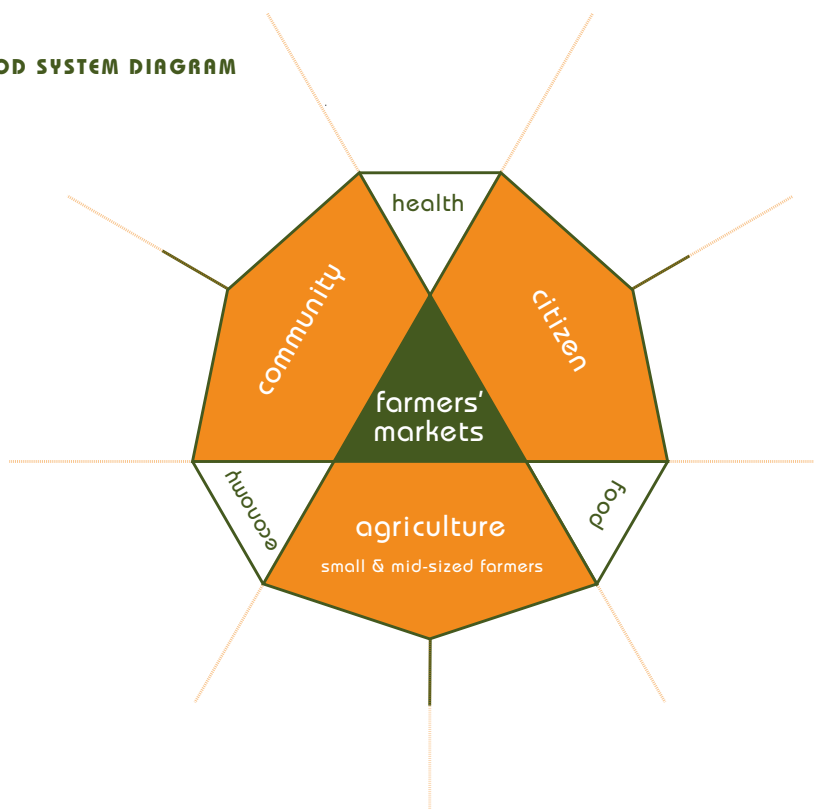 OD SYSTEM DIAGRAM
health
community
citizen
farmers'
markets
economy
food
agriculture
small & mid-sized farmers